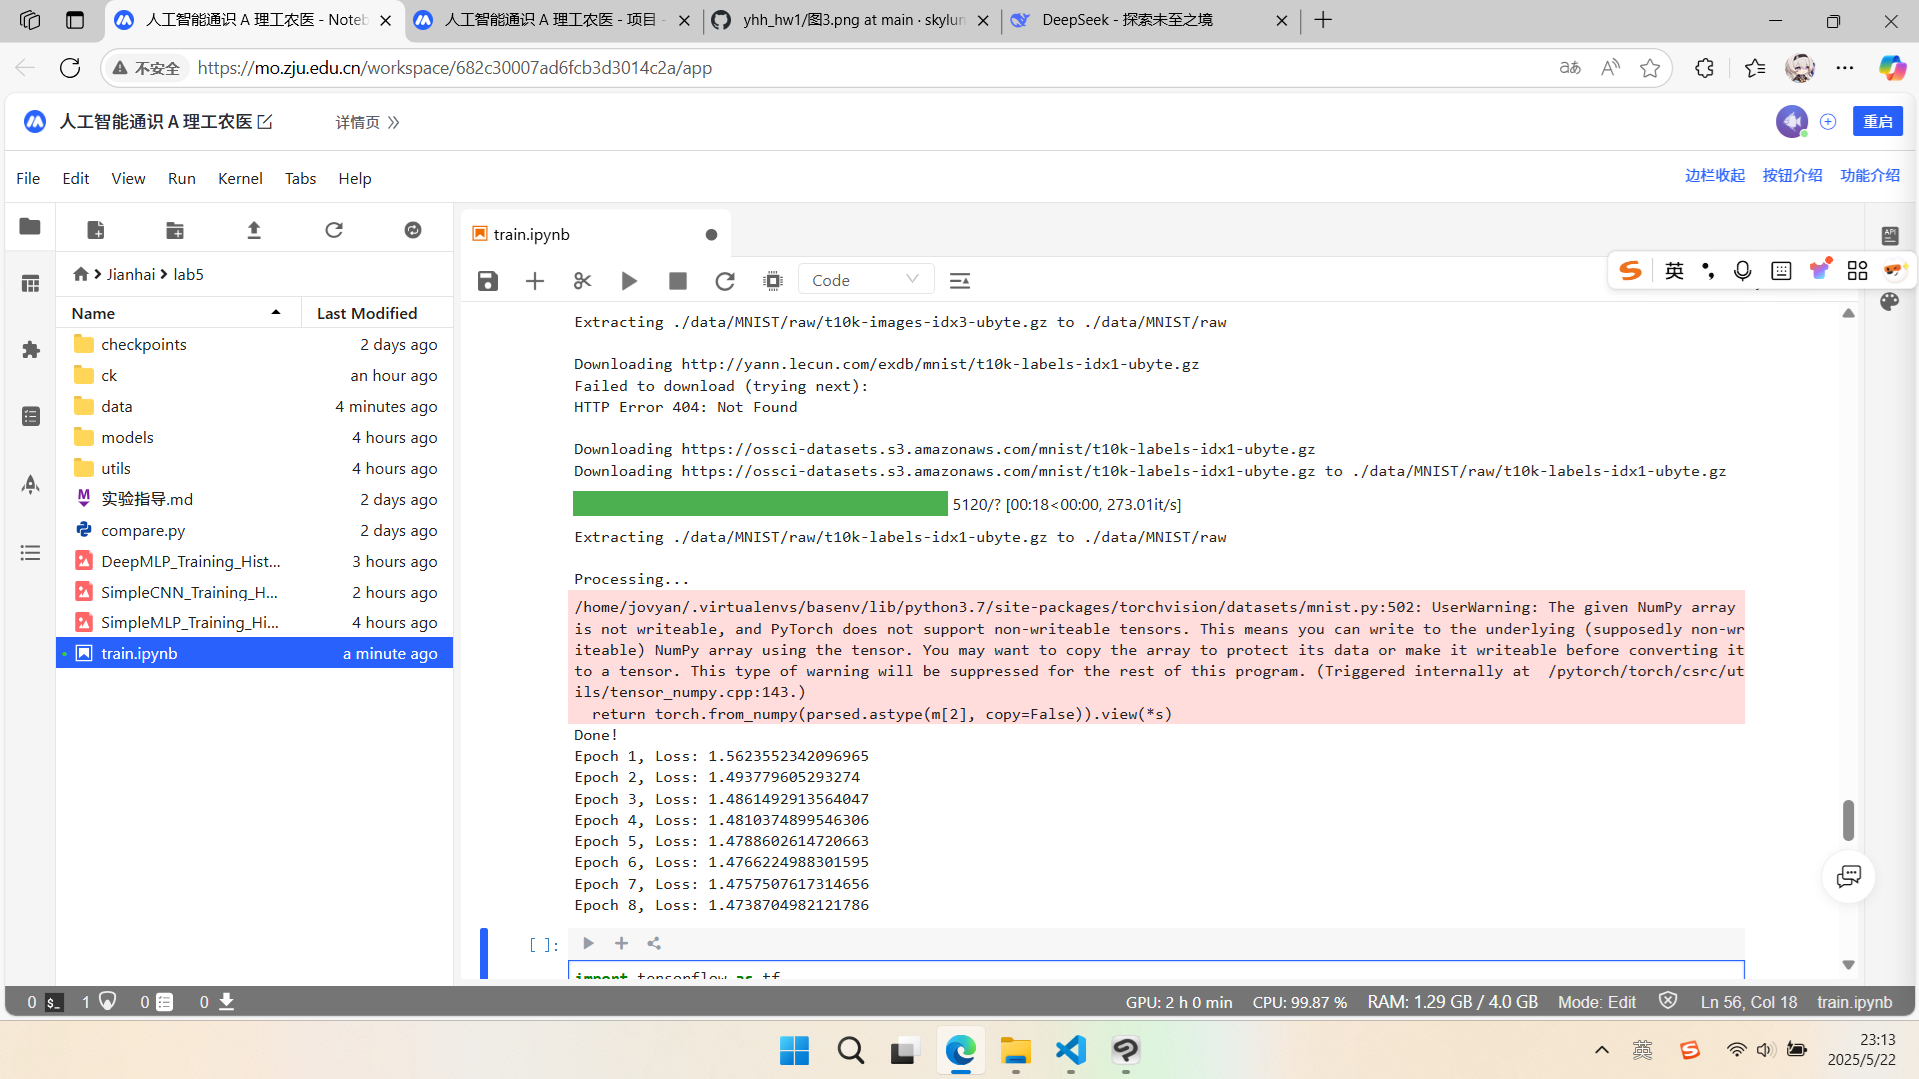 人工智能通识 A 理工农医 - Noteb
人工智能通识 A 理工农医 - 项目 -
yhh_hw1/图3.png at main · skylun
DeepSeek - 探索未至之境
不安全
https://mo.zju.edu.cn/workspace/682c30007ad6fcb3d3014c2a/app
人工智能通识 A 理工农医
详情页
重启
File Edit View Run Kernel Tabs Help
边栏收起 按钮介绍 功能介绍
train.ipynb
API
/ Jianhai > lab5
Code
英
Name Last Modified
checkpoints 2 days ago
ck an hour ago
data 4 minutes ago
models 4 hours ago
utils 4 hours ago
实验指导.md 2 days ago
compare.py 2 days ago
DeepMLP_Training_Hist... 3 hours ago
SimpleCNN_Training_H... 2 hours ago
SimpleMLP_Training_Hi... 4 hours ago
train.ipynb a minute ago
Extracting ./data/MNIST/raw/t10k-images-idx3-ubyte.gz to ./data/MNIST/raw
Downloading http://yann.lecun.com/exdb/mnist/t10k-labels-idx1-ubyte.gz
Failed to download (trying next):
HTTP Error 404: Not Found
Downloading https://ossci-datasets.s3.amazonaws.com/mnist/t10k-labels-idx1-ubyte.gz
Downloading https://ossci-datasets.s3.amazonaws.com/mnist/t10k-labels-idx1-ubyte.gz to ./data/MNIST/raw/t10k-labels-idx1-ubyte.gz
5120/? [00:18<00:00, 273.01it/s]
Extracting ./data/MNIST/raw/t10k-labels-idx1-ubyte.gz to ./data/MNIST/raw
Processing...
/home/jovyan/.virtualenvs/basenv/lib/python3.7/site-packages/torchvision/datasets/mnist.py:502: UserWarning: The given NumPy array
is not writeable, and PyTorch does not support non-writeable tensors. This means you can write to the underlying (supposedly non-wr
iteable) NumPy array using the tensor. You may want to copy the array to protect its data or make it writeable before converting it
to a tensor. This type of warning will be suppressed for the rest of this program. (Triggered internally at  /pytorch/torch/csrc/ut
ils/tensor_numpy.cpp:143.)
return torch.from_numpy(parsed.astype(m[2], copy=False)).view(*s)
Done!
Epoch 1, Loss: 1.5623552342096965
Epoch 2, Loss: 1.493779605293274
Epoch 3, Loss: 1.4861492913564047
Epoch 4, Loss: 1.4810374899546306
Epoch 5, Loss: 1.4788602614720663
Epoch 6, Loss: 1.4766224988301595
Epoch 7, Loss: 1.4757507617314656
Epoch 8, Loss: 1.4738704982121786
[ ]:
import tensorflow as tf
0 1 0 0
GPU: 2 h 0 min CPU: 99.87 % RAM: 1.29 GB / 4.0 GB Mode: Edit Ln 56, Col 18 train.ipynb
英
23:13
2025/5/22